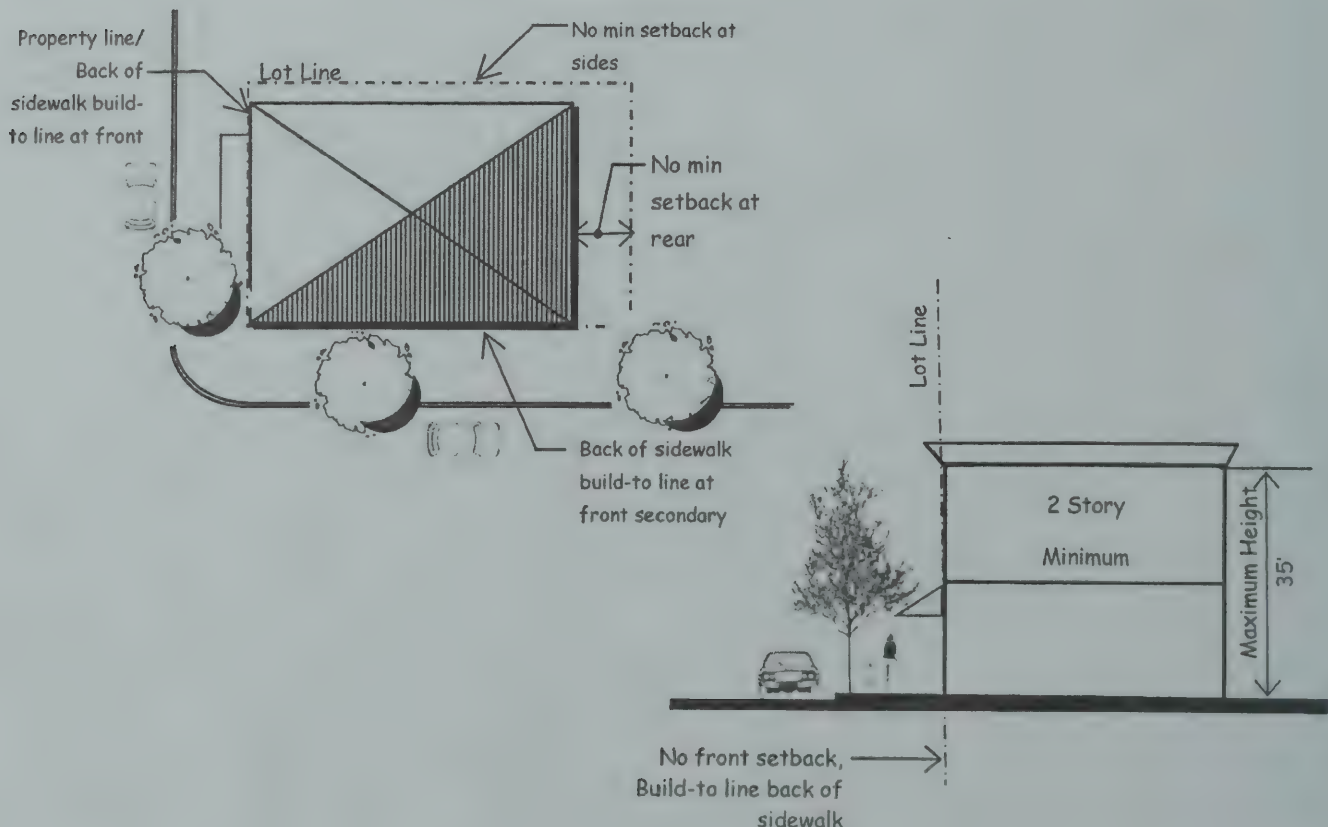 Property line/
Back of
sidewalk build-
to line at front
Lot Line
No min setback at
sides
No min
setback at
rear
Back of sidewalk
build-to line at
front secondary
Lot Line
2 Story
Minimum
Maximum Height
35'
No front setback,
Build-to line back of
sidewalk